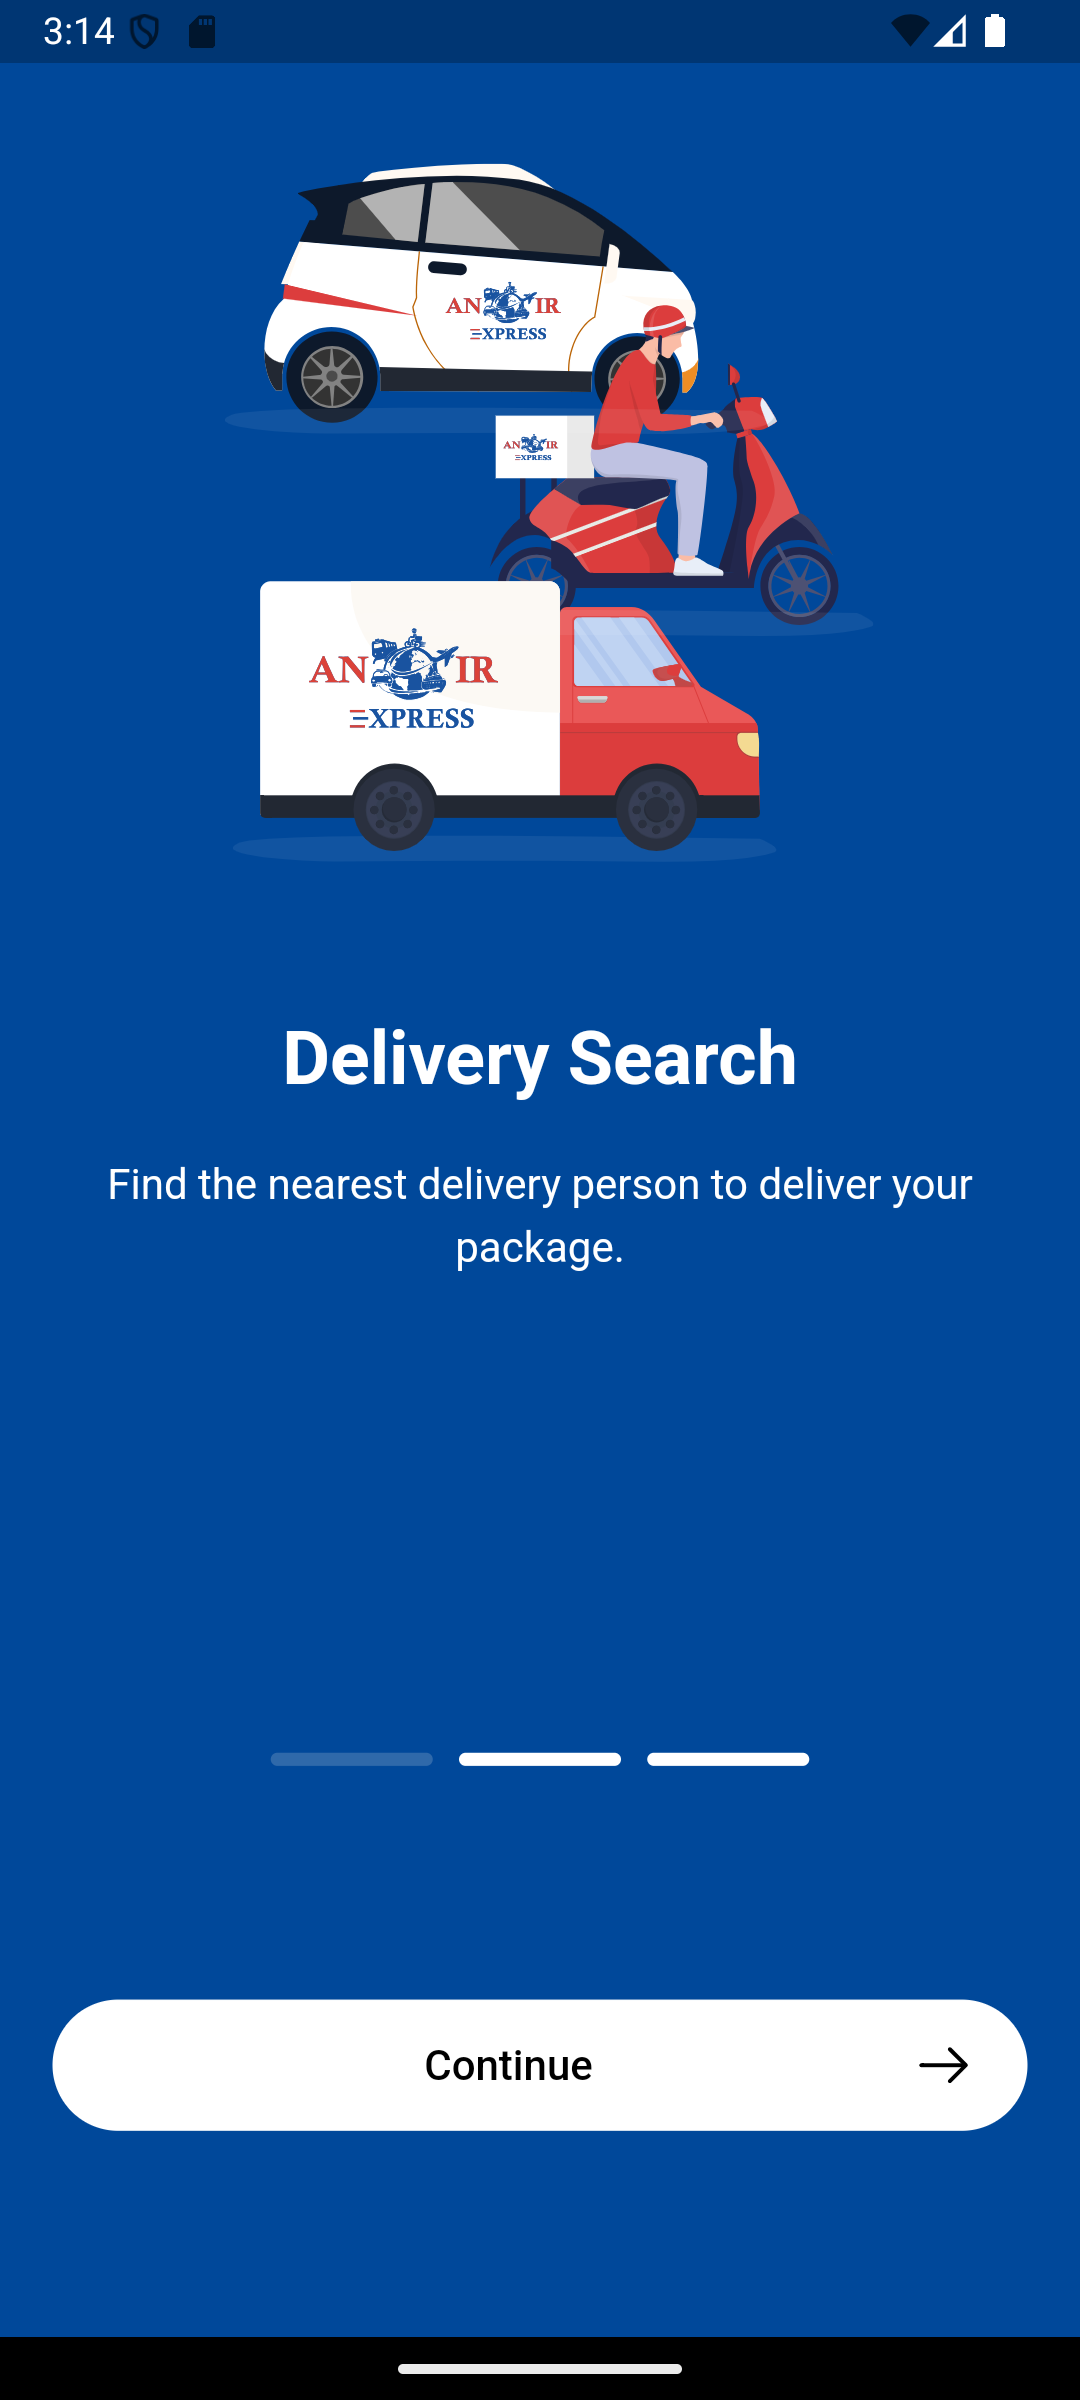 3:14
AN IR
EXPRESS
AN IR
EXPRESS
AN IR
EXPRESS
Delivery Search
Find the nearest delivery person to deliver your
package.
Continue